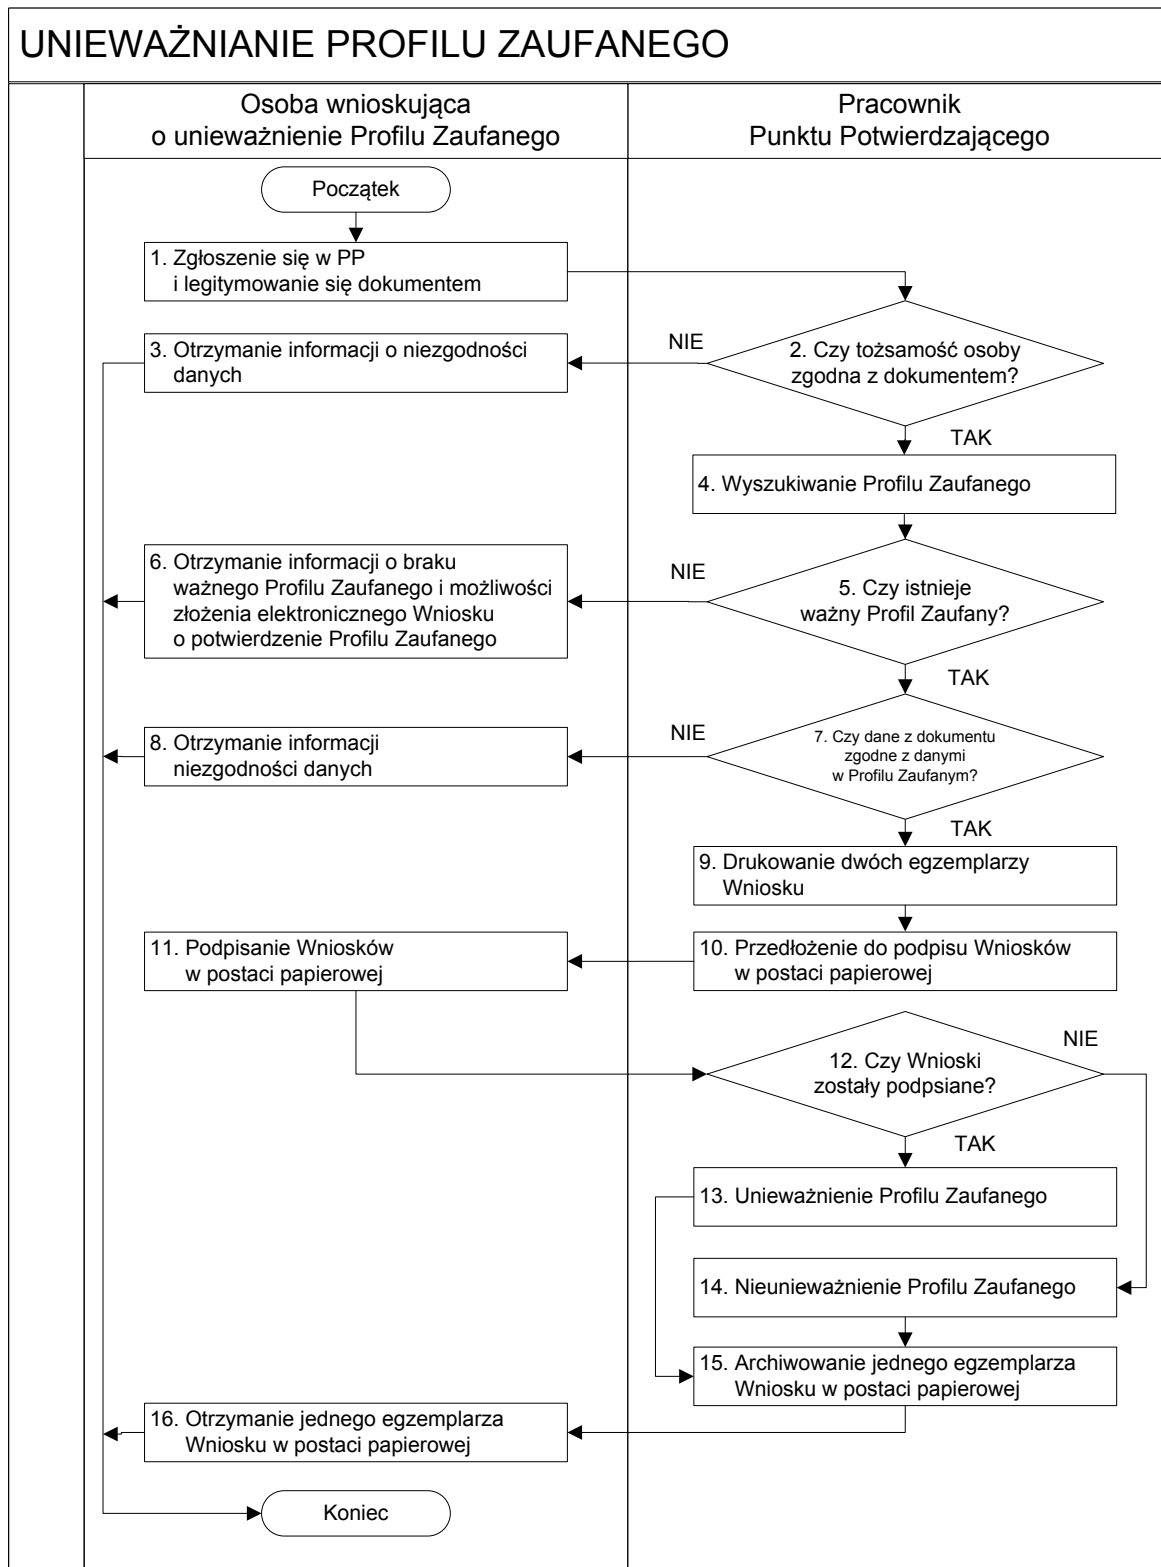 UNIEWAŻNIANIE PROFILU ZAUFANEGO
Osoba wnioskująca
o unieważnienie Profilu Zaufanego
Pracownik
Punktu Potwierdzającego
Początek
1. Zgłoszenie się w PP
i legitymowanie się dokumentem
2. Czy tożsamość osoby
zgodna z dokumentem?
NIE
3. Otrzymanie informacji o niezgodności
danych
TAK
4. Wyszukiwanie Profilu Zaufanego
5. Czy istnieje
ważny Profil Zaufany?
NIE
6. Otrzymanie informacji o braku
ważnego Profilu Zaufanego i możliwości
złożenia elektronicznego Wniosku
o potwierdzenie Profilu Zaufanego
TAK
7. Czy dane z dokumentu
zgodne z danymi
w Profilu Zaufanym?
NIE
8. Otrzymanie informacji
niezgodności danych
TAK
9. Drukowanie dwóch egzemplarzy
Wniosku
10. Przedłożenie do podpisu Wniosków
w postaci papierowej
11. Podpisanie Wniosków
w postaci papierowej
12. Czy Wnioski
zostały podpsiane?
NIE
TAK
13. Unieważnienie Profilu Zaufanego
14. Nieunieważnienie Profilu Zaufanego
15. Archiwowanie jednego egzemplarza
Wniosku w postaci papierowej
16. Otrzymanie jednego egzemplarza
Wniosku w postaci papierowej
Koniec